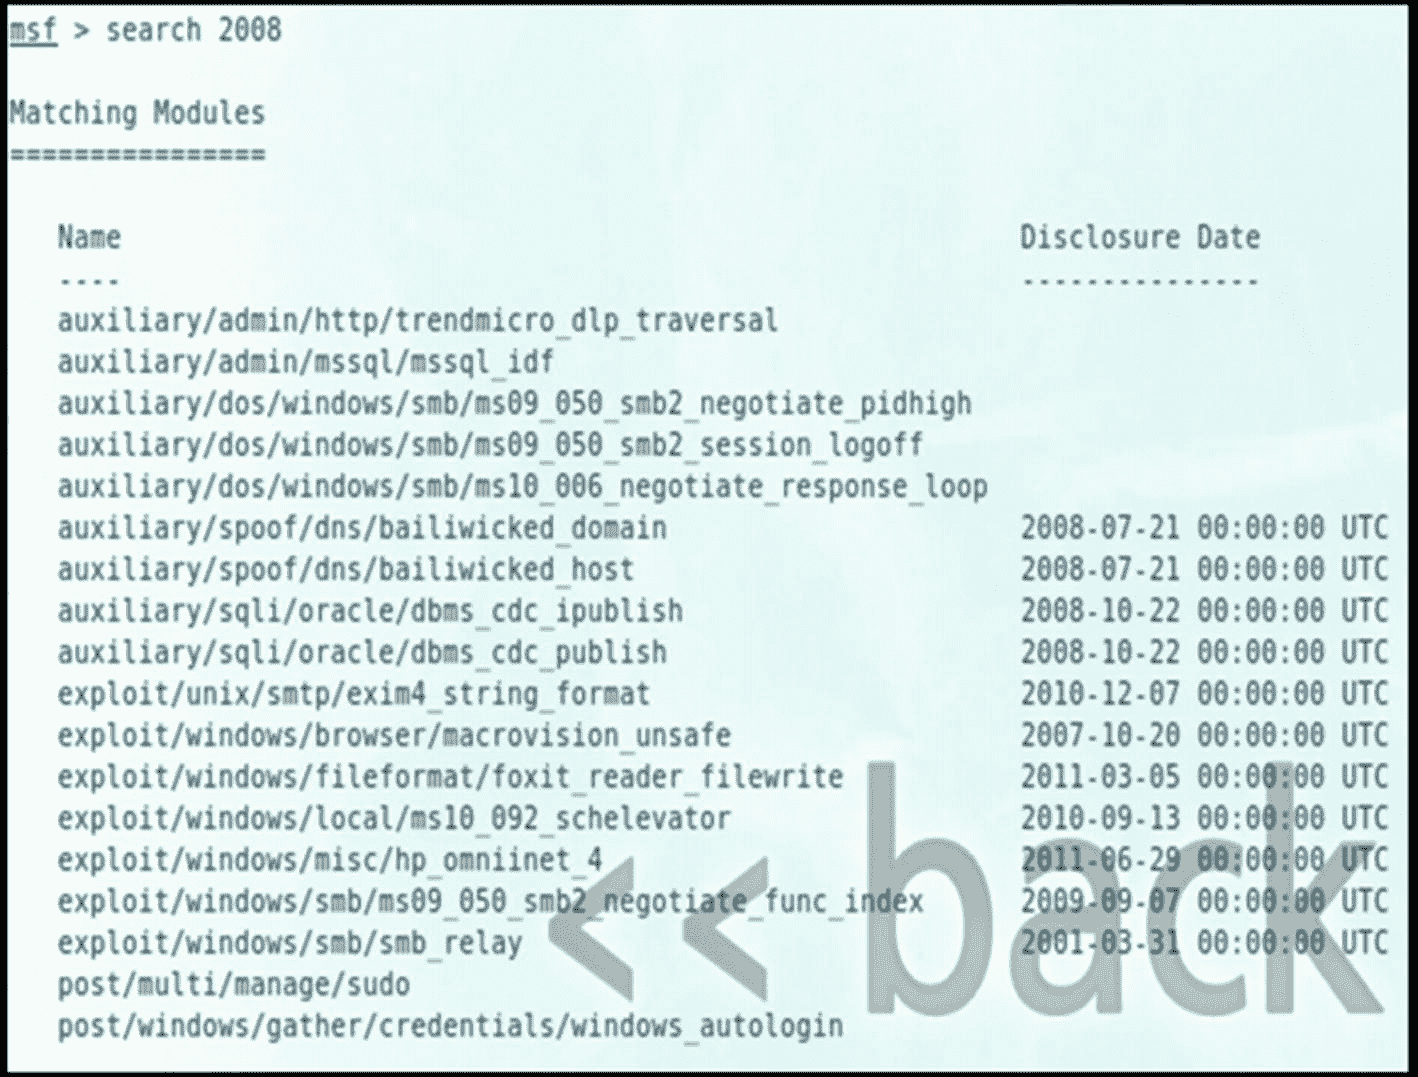 msf > search 2008
Matching Modules
================
Name Disclosure Date
---- ---------------
auxiliary/admin/http/trendmicro_dlp_traversal
auxiliary/admin/mssql/mssql_idf
auxiliary/dos/windows/smb/ms09_050_smb2_negotiate_pidhigh
auxiliary/dos/windows/smb/ms09_050_smb2_session_logoff
auxiliary/dos/windows/smb/ms10_006_negotiate_response_loop
auxiliary/spoof/dns/bailiwicked_domain 2008-07-21 00:00:00 UTC
auxiliary/spoof/dns/bailiwicked_host 2008-07-21 00:00:00 UTC
auxiliary/sqli/oracle/dbms_cdc_ipublish 2008-10-22 00:00:00 UTC
auxiliary/sqli/oracle/dbms_cdc_publish 2008-10-22 00:00:00 UTC
exploit/unix/smtp/exim4_string_format 2010-12-07 00:00:00 UTC
exploit/windows/browser/macrovision_unsafe 2007-10-20 00:00:00 UTC
exploit/windows/fileformat/foxit_reader_filewrite 2011-03-05 00:00:00 UTC
exploit/windows/local/ms10_092_schelevator 2010-09-13 00:00:00 UTC
exploit/windows/misc/hp_omniinet_4 2011-06-29 00:00:00 UTC
exploit/windows/smb/ms09_050_smb2_negotiate_func_index 2009-09-07 00:00:00 UTC
exploit/windows/smb/smb_relay 2001-03-31 00:00:00 UTC
post/multi/manage/sudo
post/windows/gather/credentials/windows_autologin
<< back